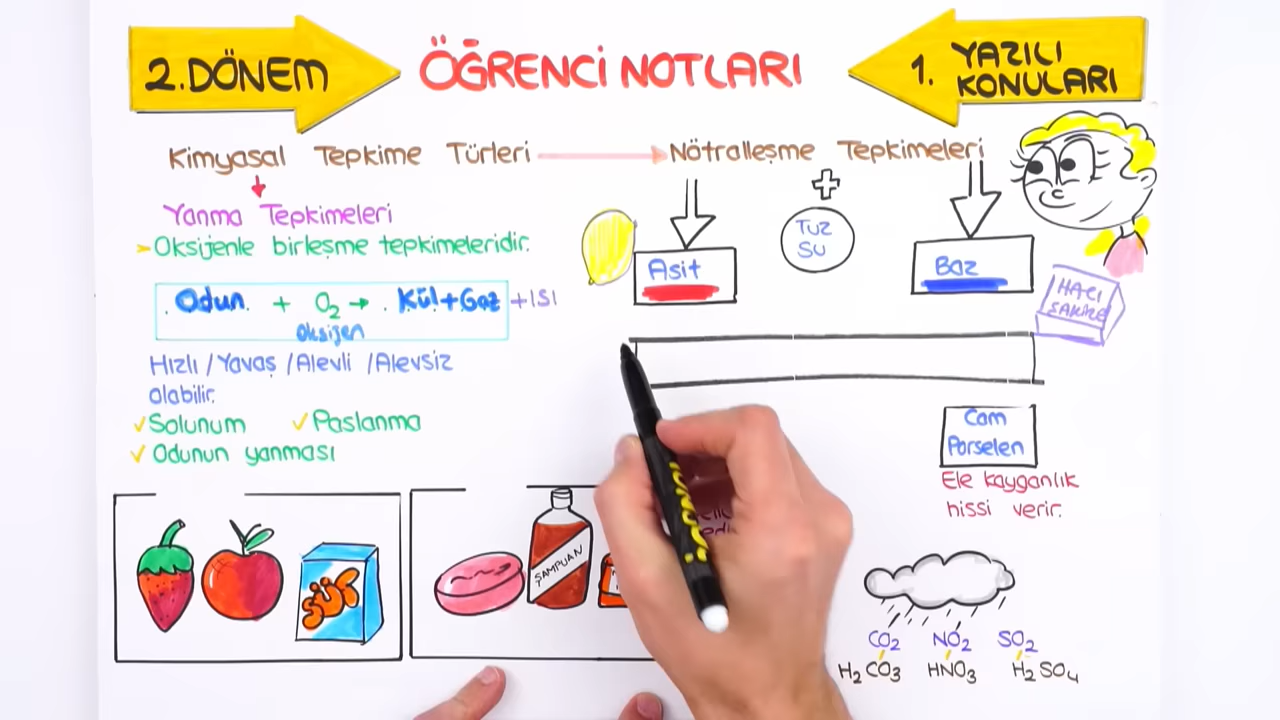 2.DÖNEM
ÖĞRENCİ NOTLARI
1. YAZILI
KONULARI
Kimyasal Tepkime Türleri
Nötralleşme Tepkimeleri
Yanma Tepkimeleri
Oksijenle birleşme tepkimeleridir.
Odun + O2 → Kül+Gaz +ISI
oksijen
Hızlı / Yavaş / Alevli / Alevsiz
olabilir.
✓ Solunum ✓ Paslanma
✓ Odunun yanması
SÜT
ŞAMPUAN
Asit
+
TUZ
SU
Baz
HACI
ŞAKİRE
Cam
Porselen
Ele kayganlık
hissi verir.
CO2 NO2 SO2
H2CO3 HNO3 H2SO4